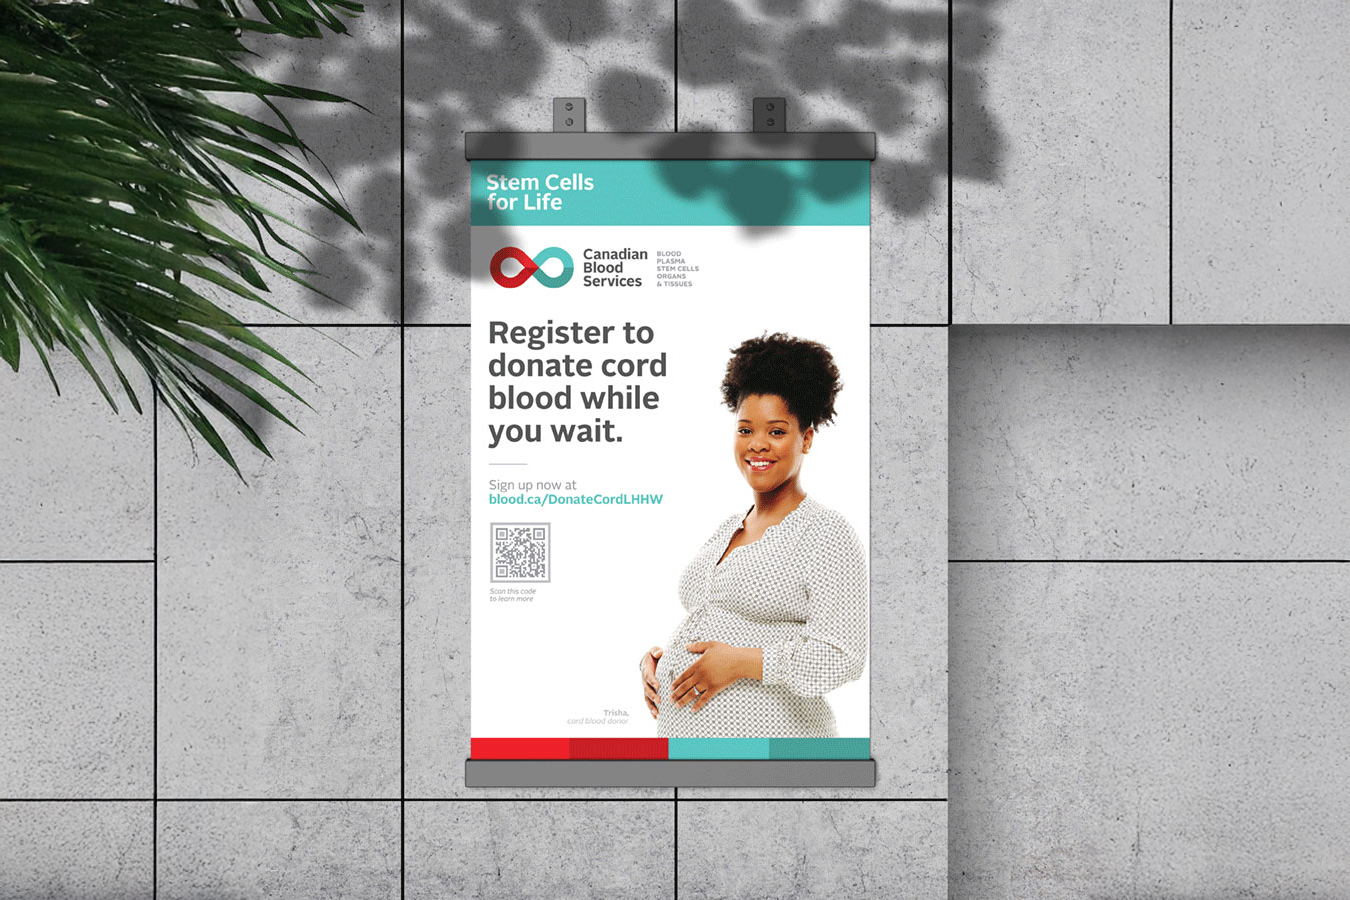 Stem Cells
for Life
Canadian
Blood
Services
BLOOD
PLASMA
STEM CELLS
ORGANS
& TISSUES
Register to
donate cord
blood while
you wait.
Sign up now at
blood.ca/DonateCordLHHW
Scan this code
to learn more
Trisha,
cord blood donor